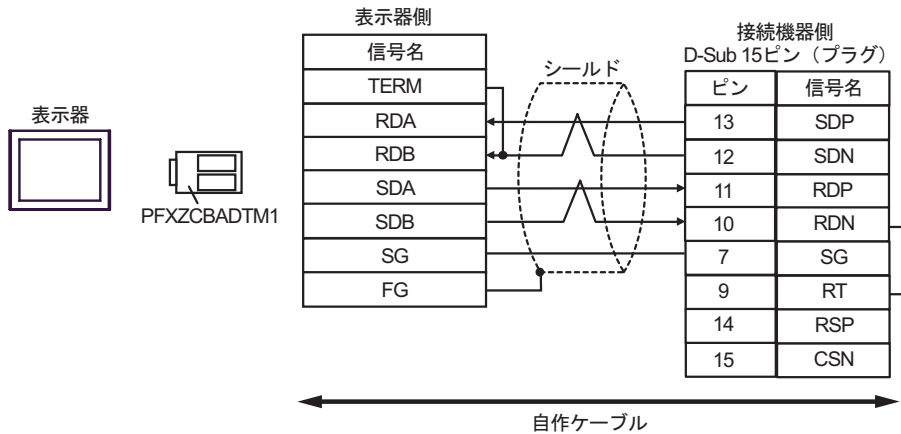 表示器側
接続機器側
D-Sub 15ピン（プラグ）
信号名
シールド
TERM
ピン 信号名
表示器
RDA
13 SDP
RDB
12 SDN
SDA
11 RDP
PFXZCBADTM1
SDB
10 RDN
SG
7 SG
FG
9 RT
14 RSP
15 CSN
自作ケーブル